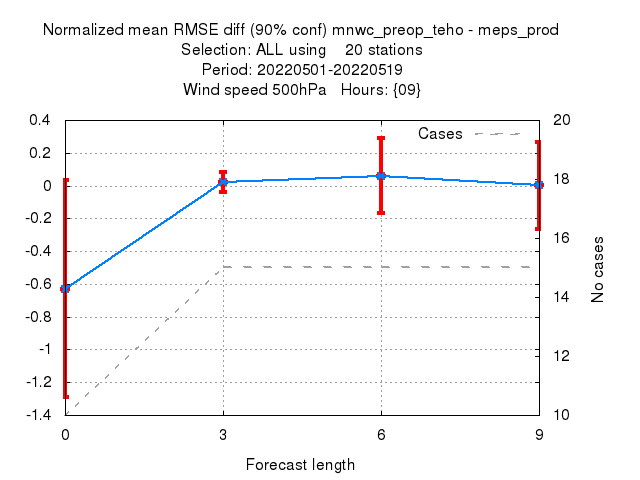 Normalized mean RMSE diff (90% conf) mnwc_preop_teho - meps_prod
Selection: ALL using 20 stations
Period: 20220501-20220519
Wind speed 500hPa Hours: {09}
Cases
0.4
0.2
0
-0.2
-0.4
-0.6
-0.8
-1
-1.2
-1.4
20
18
16
14
12
10
No cases
0 3 6 9
Forecast length